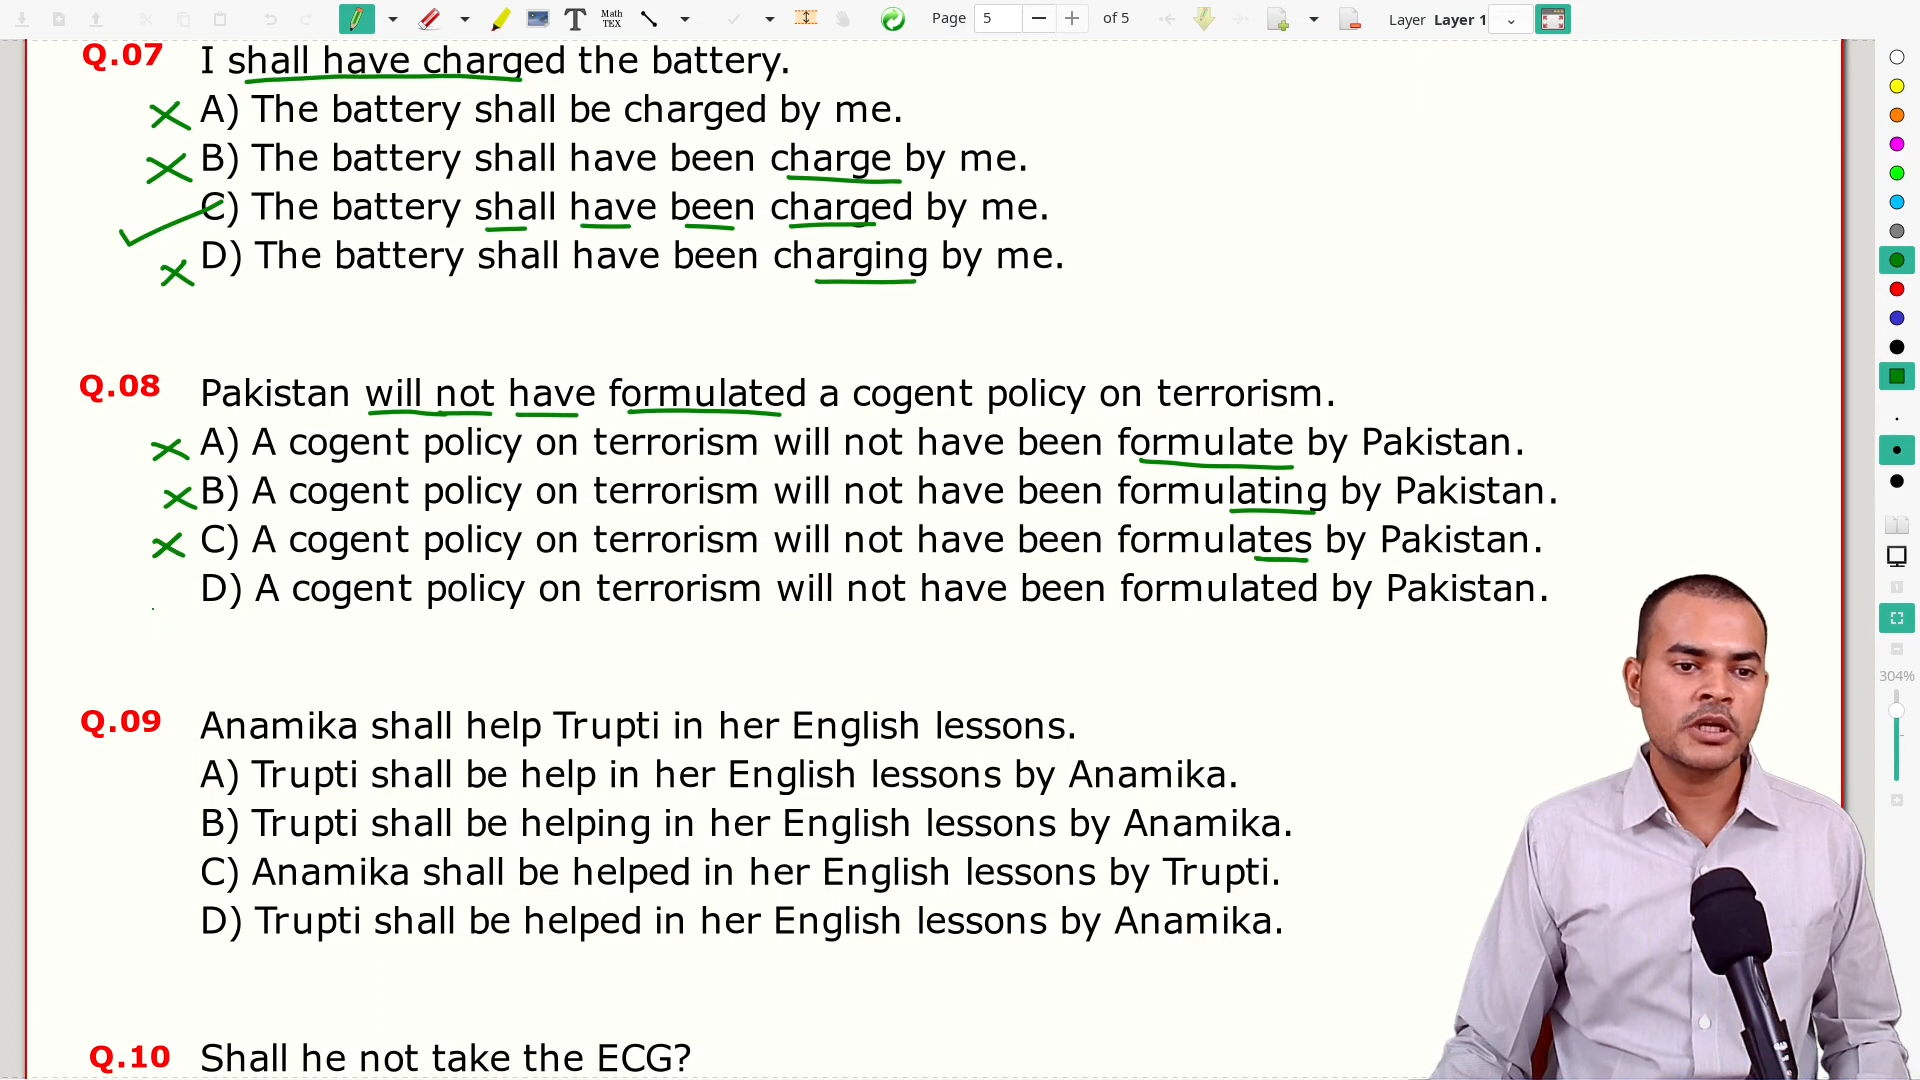 Math
TEX
Page 5 of 5
Layer Layer 1
Q.07 I shall have charged the battery.
A) The battery shall be charged by me.
B) The battery shall have been charge by me.
C) The battery shall have been charged by me.
D) The battery shall have been charging by me.
Q.08 Pakistan will not have formulated a cogent policy on terrorism.
A) A cogent policy on terrorism will not have been formulate by Pakistan.
B) A cogent policy on terrorism will not have been formulating by Pakistan.
C) A cogent policy on terrorism will not have been formulates by Pakistan.
D) A cogent policy on terrorism will not have been formulated by Pakistan.
304%
Q.09 Anamika shall help Trupti in her English lessons.
A) Trupti shall be help in her English lessons by Anamika.
B) Trupti shall be helping in her English lessons by Anamika.
C) Anamika shall be helped in her English lessons by Trupti.
D) Trupti shall be helped in her English lessons by Anamika.
Q.10 Shall he not take the ECG?